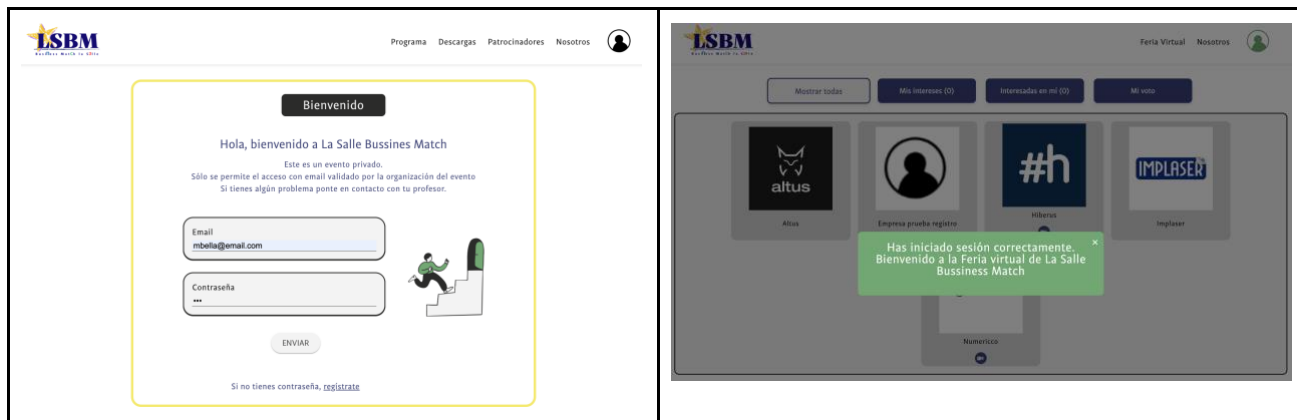 LSBM
Programa Descargas Patrocinadores Nosotros
Bienvenido
Hola, bienvenido a La Salle Bussines Match
Este es un evento privado.
Sólo se permite el acceso con email validado por la organización del evento
Si tienes algún problema ponte en contacto con tu profesor.
Email
mbella@email.com
Contraseña
•••
ENVIAR
Si no tienes contraseña, regístrate
LSBM
Feria Virtual Nosotros
Mostrar todas Mis intereses (0) Interesadas en mí (0) Mi voto
altus
#h
IMPLASER
Altus Empresa prueba registro Hiberus Implaser
Has iniciado sesión correctamente. ×
Bienvenido a la Feria virtual de La Salle
Bussiness Match
Numericco